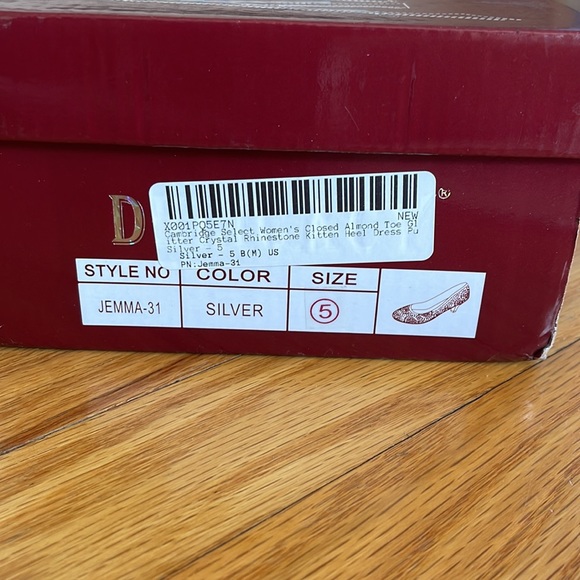 D ®
X001PQ5E7N NEW
Cambridge Select Women's Closed Almond Toe Gl
itter Crystal Rhinestone Kitten Heel Dress Pu
Silver - 5
Silver - 5 B(M) US
PN:Jemma-31
STYLE NO COLOR SIZE
JEMMA-31 SILVER 5